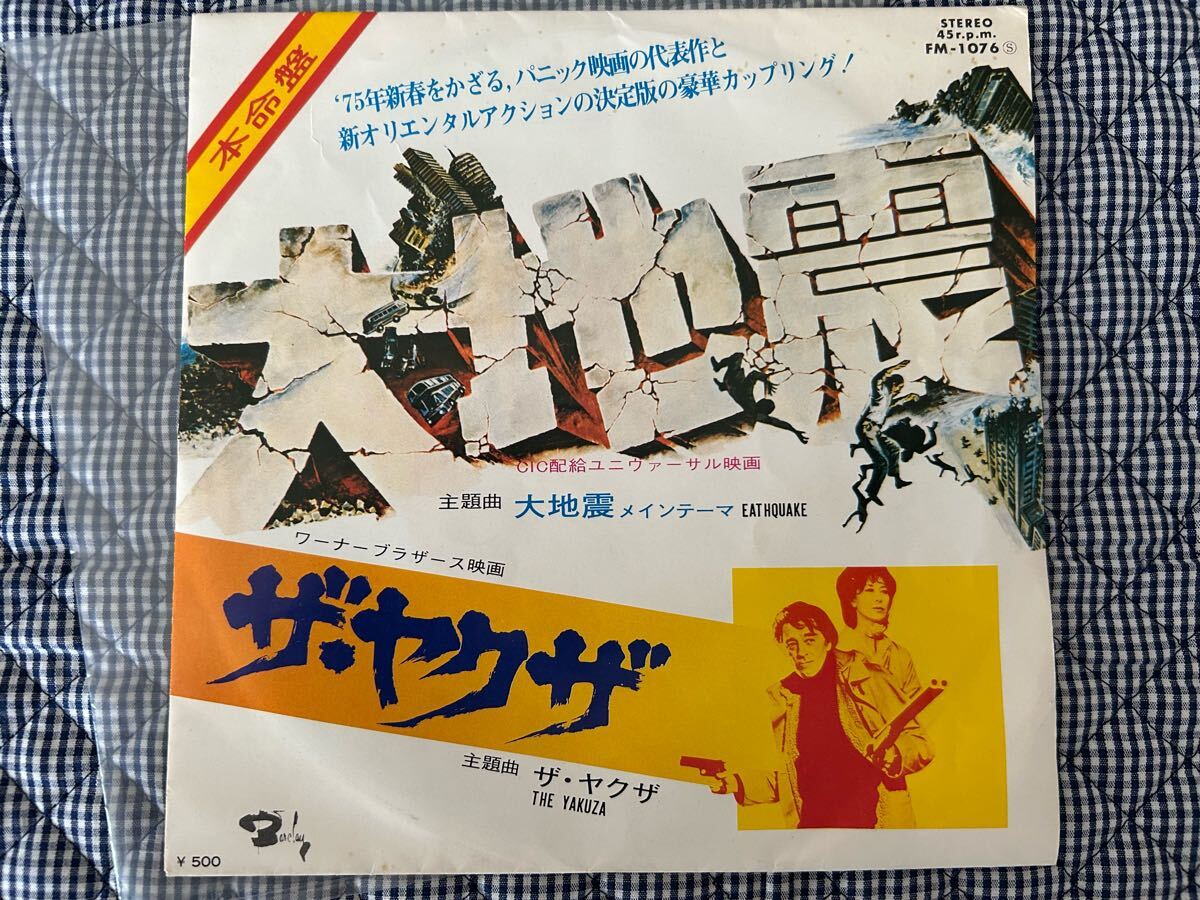 本命盤
STEREO
45r.p.m.
FM-1076Ⓢ
'75年新春をかざる,パニック映画の代表作と
新オリエンタルアクションの決定版の豪華カップリング!
大地震
CIC配給ユニヴァーサル映画
主題曲 大地震 メインテーマ EATHQUAKE
ワーナーブラザース映画
ザ・ヤクザ
主題曲 ザ・ヤクザ
THE YAKUZA
Barclay
¥500